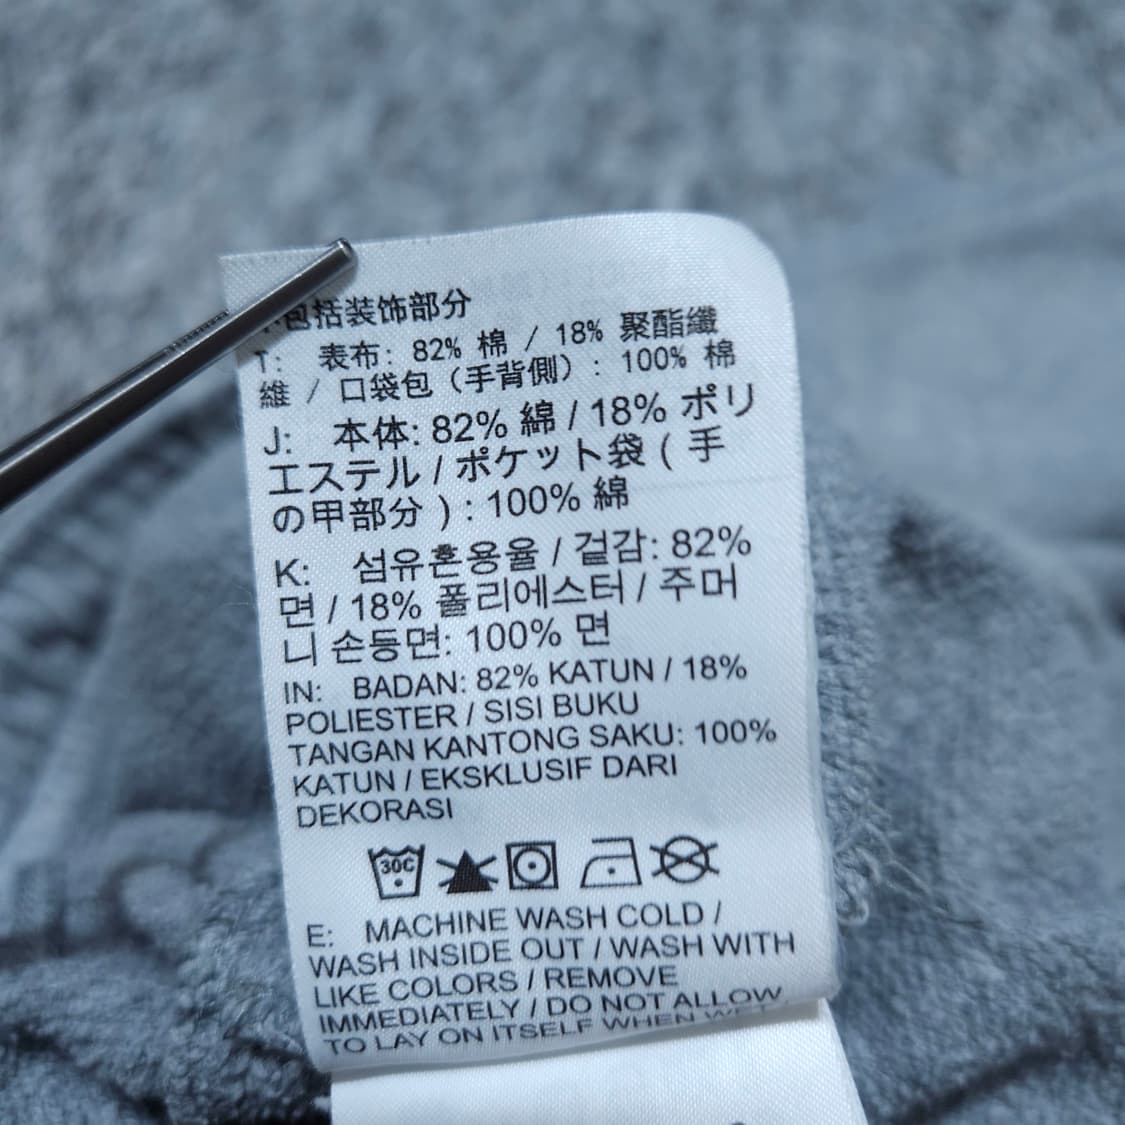 包括装饰部分
T: 表布: 82% 棉 / 18% 聚酯纖
維 / 口袋包（手背側）: 100% 棉
J: 本体: 82% 綿 / 18% ポリ
エステル / ポケット袋 ( 手
の甲部分 ) : 100% 綿
K: 섬유혼용율 / 겉감: 82%
면 / 18% 폴리에스터 / 주머
니 손등면: 100% 면
IN: BADAN: 82% KATUN / 18%
POLIESTER / SISI BUKU
TANGAN KANTONG SAKU: 100%
KATUN / EKSKLUSIF DARI
DEKORASI
30C
E: MACHINE WASH COLD /
WASH INSIDE OUT / WASH WITH
LIKE COLORS / REMOVE
IMMEDIATELY / DO NOT ALLOW
TO LAY ON ITSELF WHEN WET